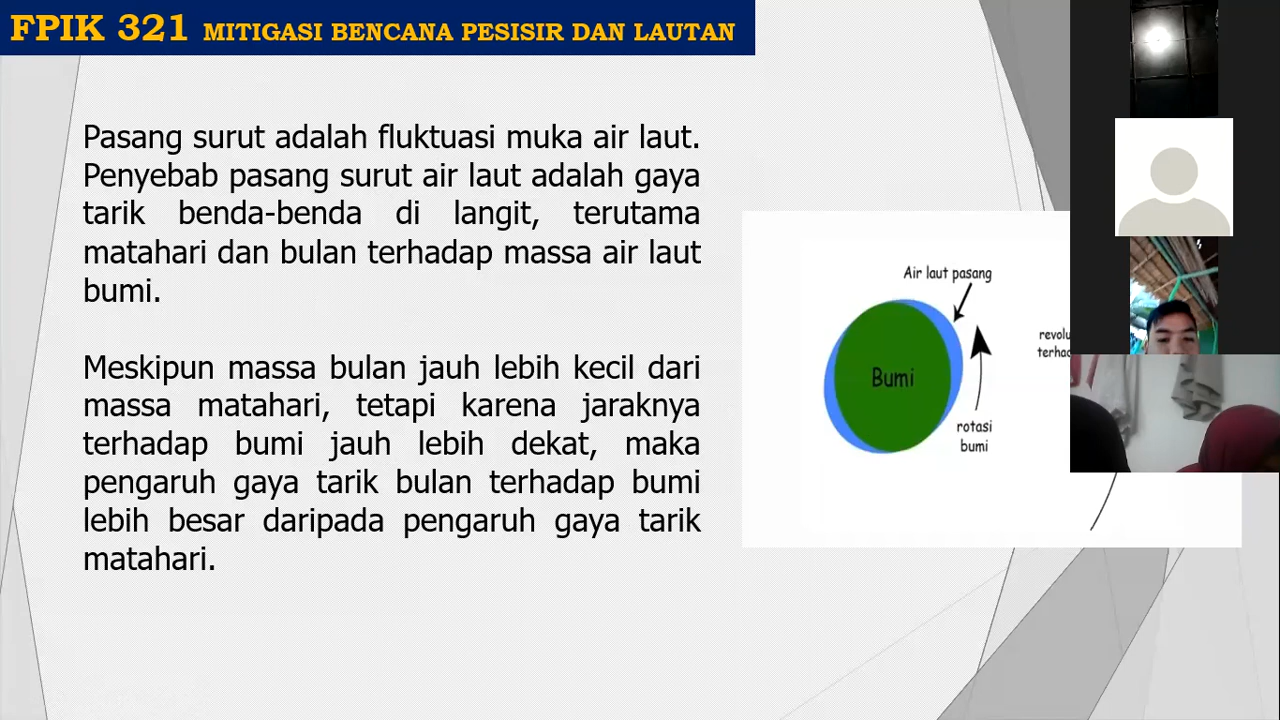 FPIK 321 MITIGASI BENCANA PESISIR DAN LAUTAN
Pasang surut adalah fluktuasi muka air laut.
Penyebab pasang surut air laut adalah gaya
tarik benda-benda di langit, terutama
matahari dan bulan terhadap massa air laut
bumi.
Meskipun massa bulan jauh lebih kecil dari
massa matahari, tetapi karena jaraknya
terhadap bumi jauh lebih dekat, maka
pengaruh gaya tarik bulan terhadap bumi
lebih besar daripada pengaruh gaya tarik
matahari.
Air laut pasang
Bumi
rotasi
bumi